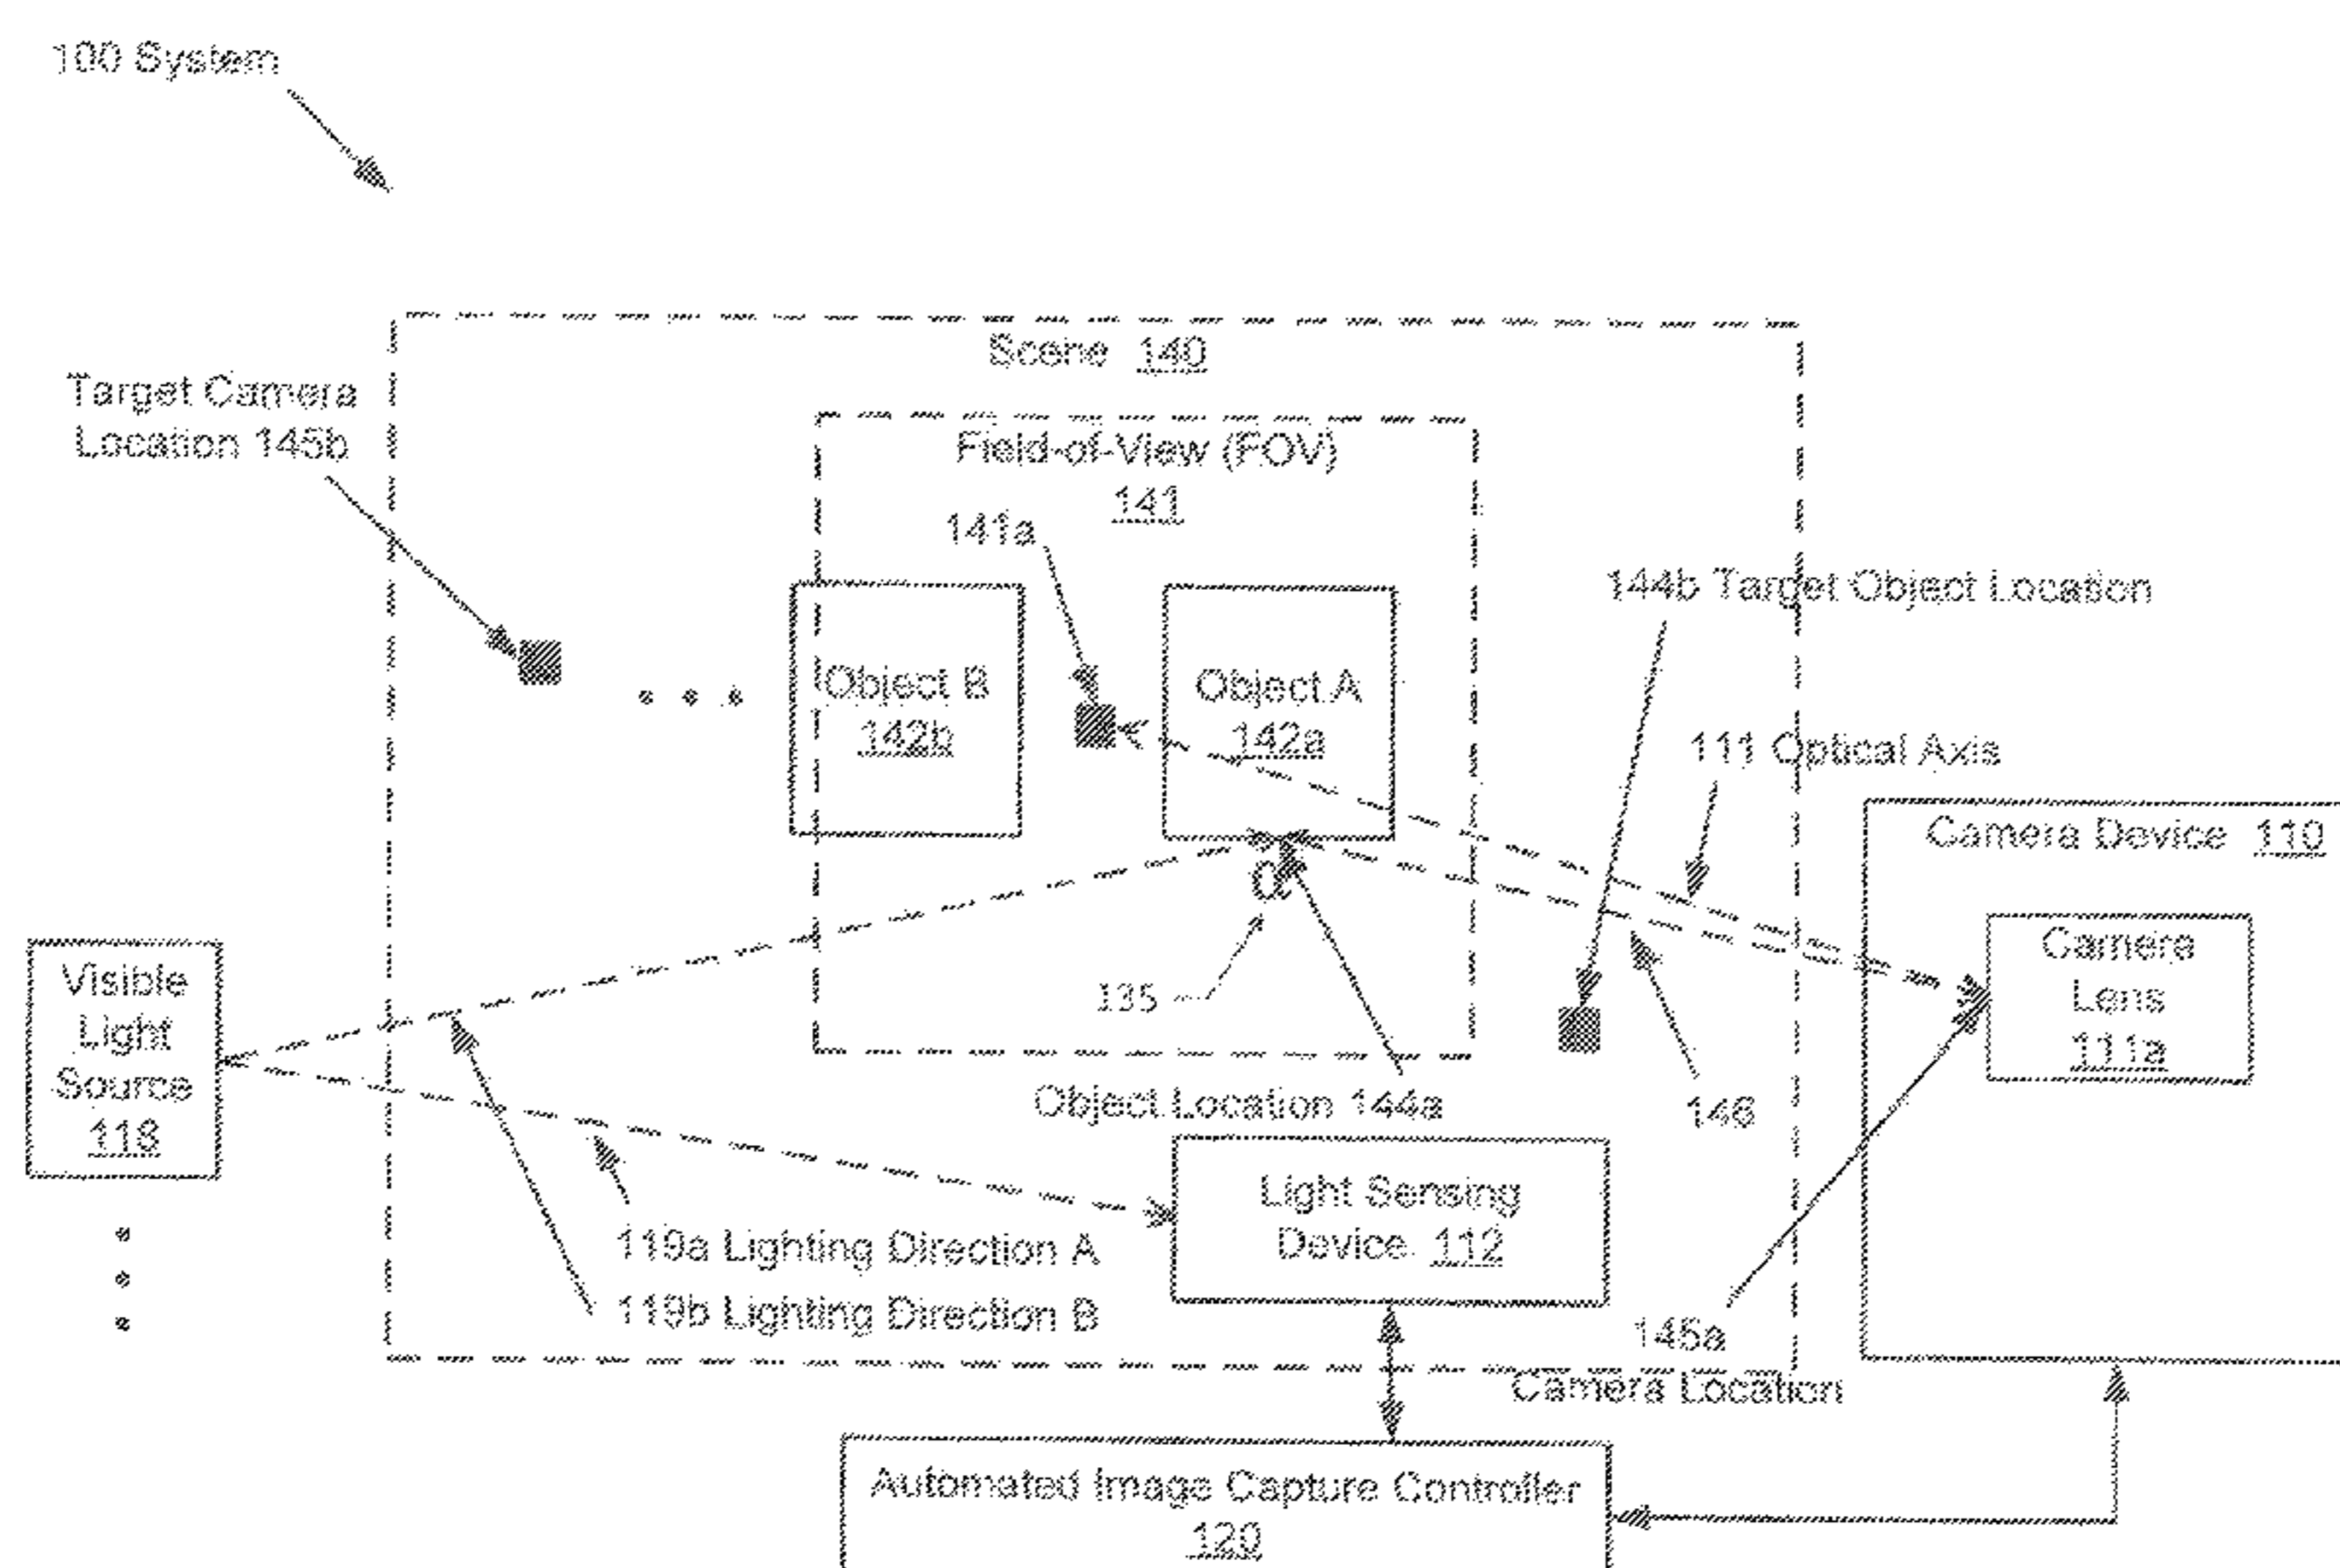 100 System
Scene 140
Target Camera
Location 145b
Field-of-View (FOV)
141
141a
144b Target Object Location
Object B
142b
Object A
142a
111 Optical Axis
Camera Device 110
α
Camera
Lens
111a
135
Visible
Light
Source
118
Object Location 144a
146
Light Sensing
Device 112
119a Lighting Direction A
119b Lighting Direction B
145a
Camera Location
Automated Image Capture Controller
120